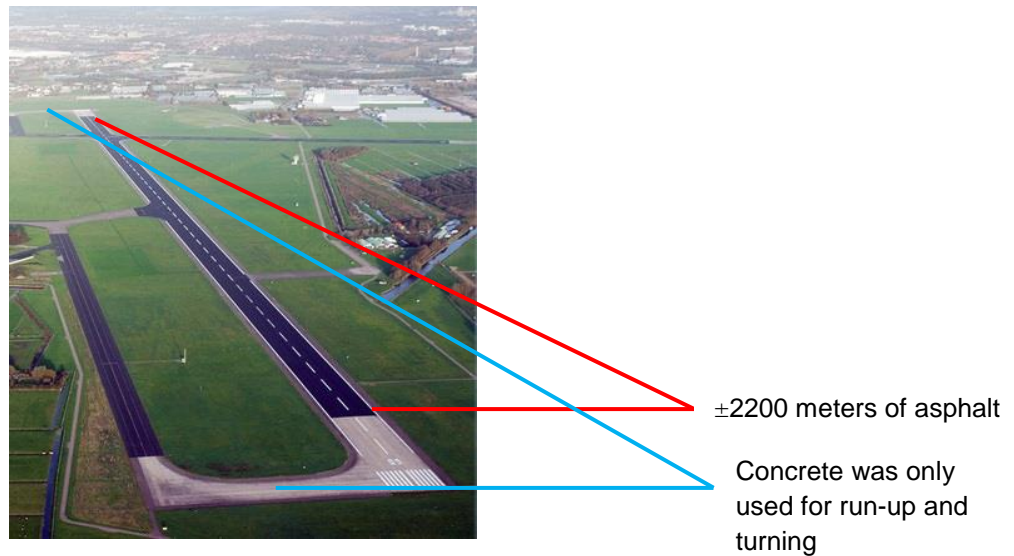 ±2200 meters of asphalt
Concrete was only
used for run-up and
turning